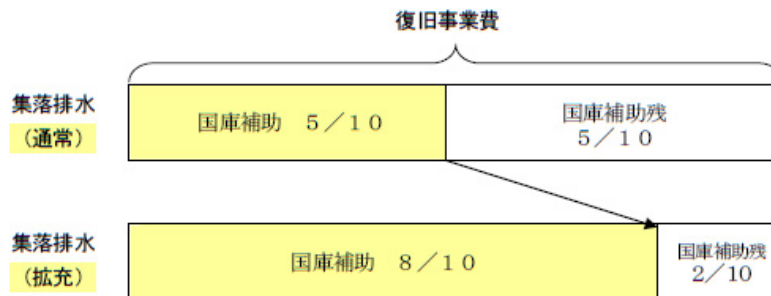 復旧事業費
集落排水
（通常）
国庫補助　５／１０
国庫補助残
５／１０
集落排水
（拡充）
国庫補助　８／１０
国庫補助残
2／10